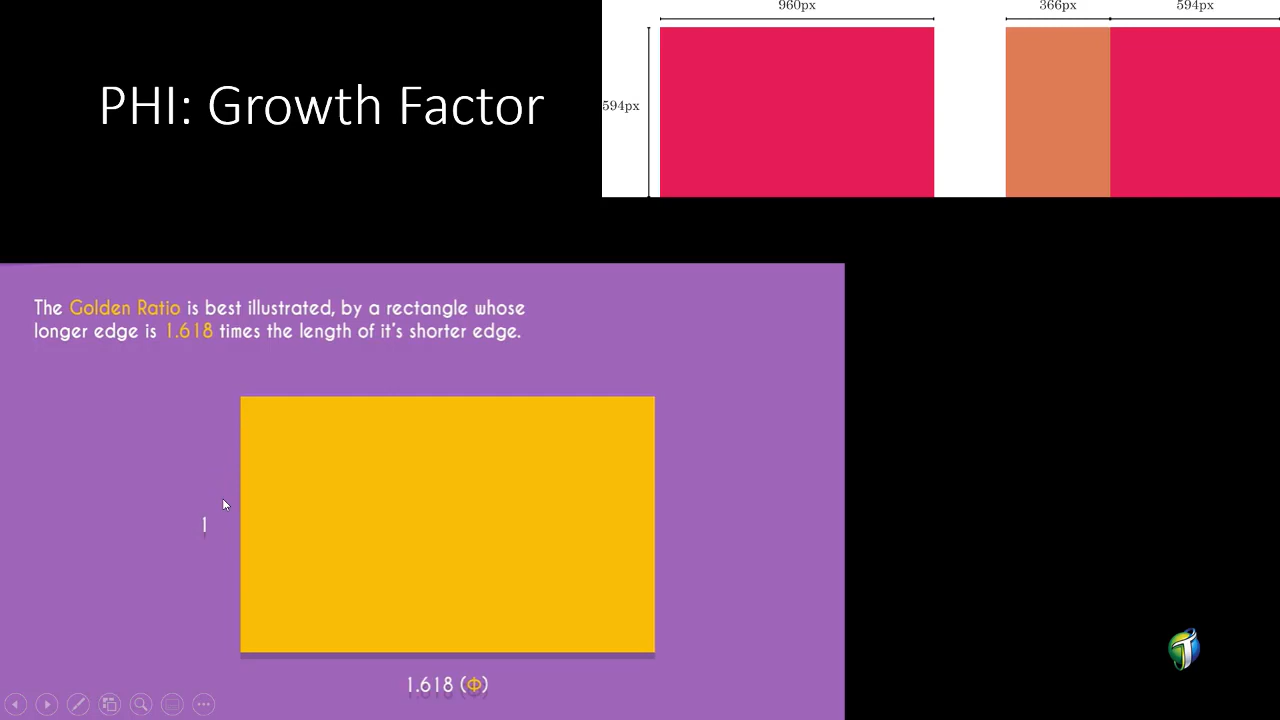 960px
366px
594px
PHI: Growth Factor
594px
The Golden Ratio is best illustrated, by a rectangle whose
longer edge is 1.618 times the length of it's shorter edge.
1
1.618 (Φ)